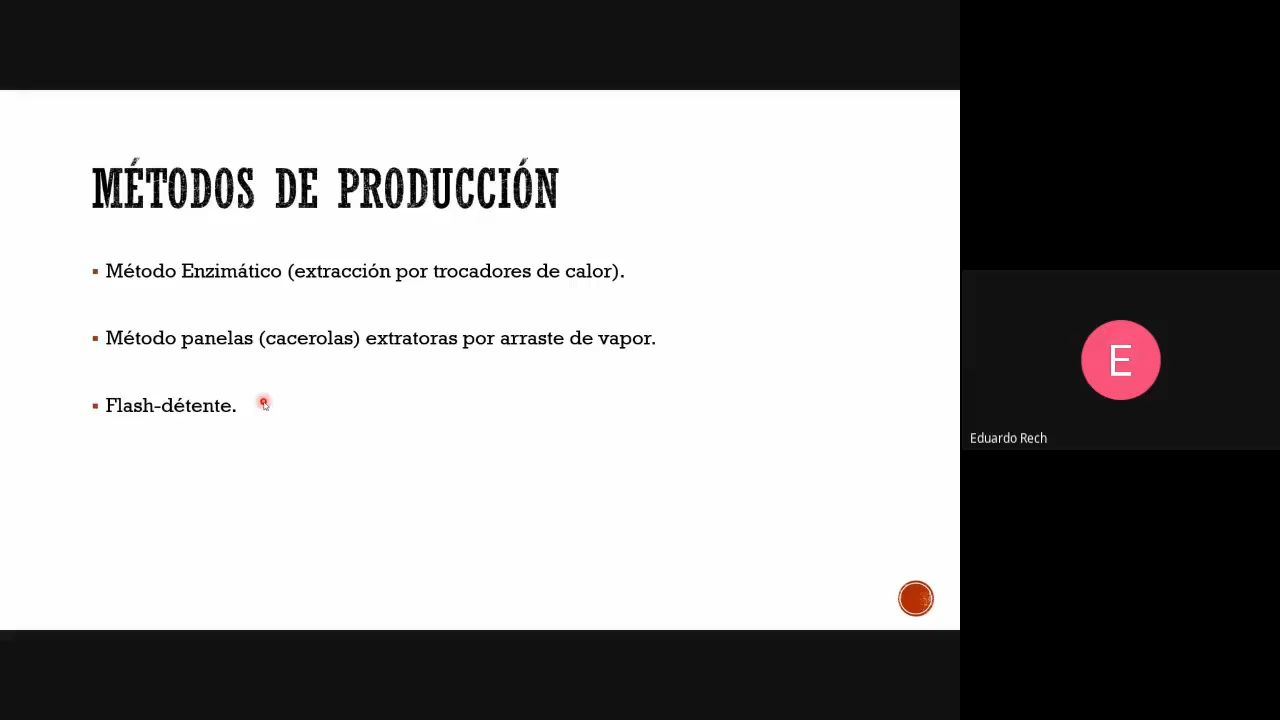 MÉTODOS DE PRODUCCIÓN
▪ Método Enzimático (extracción por trocadores de calor).
▪ Método panelas (cacerolas) extratoras por arraste de vapor.
▪ Flash-détente.
E
Eduardo Rech